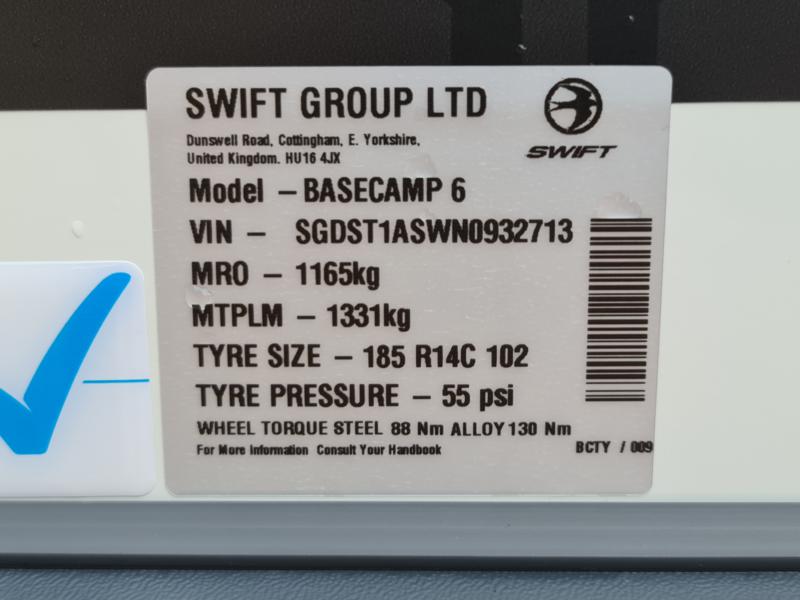 SWIFT GROUP LTD
Dunswell Road, Cottingham, E. Yorkshire,
United Kingdom. HU16 4JX
SWIFT
Model – BASECAMP 6
VIN – SGDST1ASWN0932713
MRO – 1165kg
MTPLM – 1331kg
TYRE SIZE – 185 R14C 102
TYRE PRESSURE – 55 psi
WHEEL TORQUE STEEL 88 Nm ALLOY 130 Nm
For More Information Consult Your Handbook
BCTY / 009